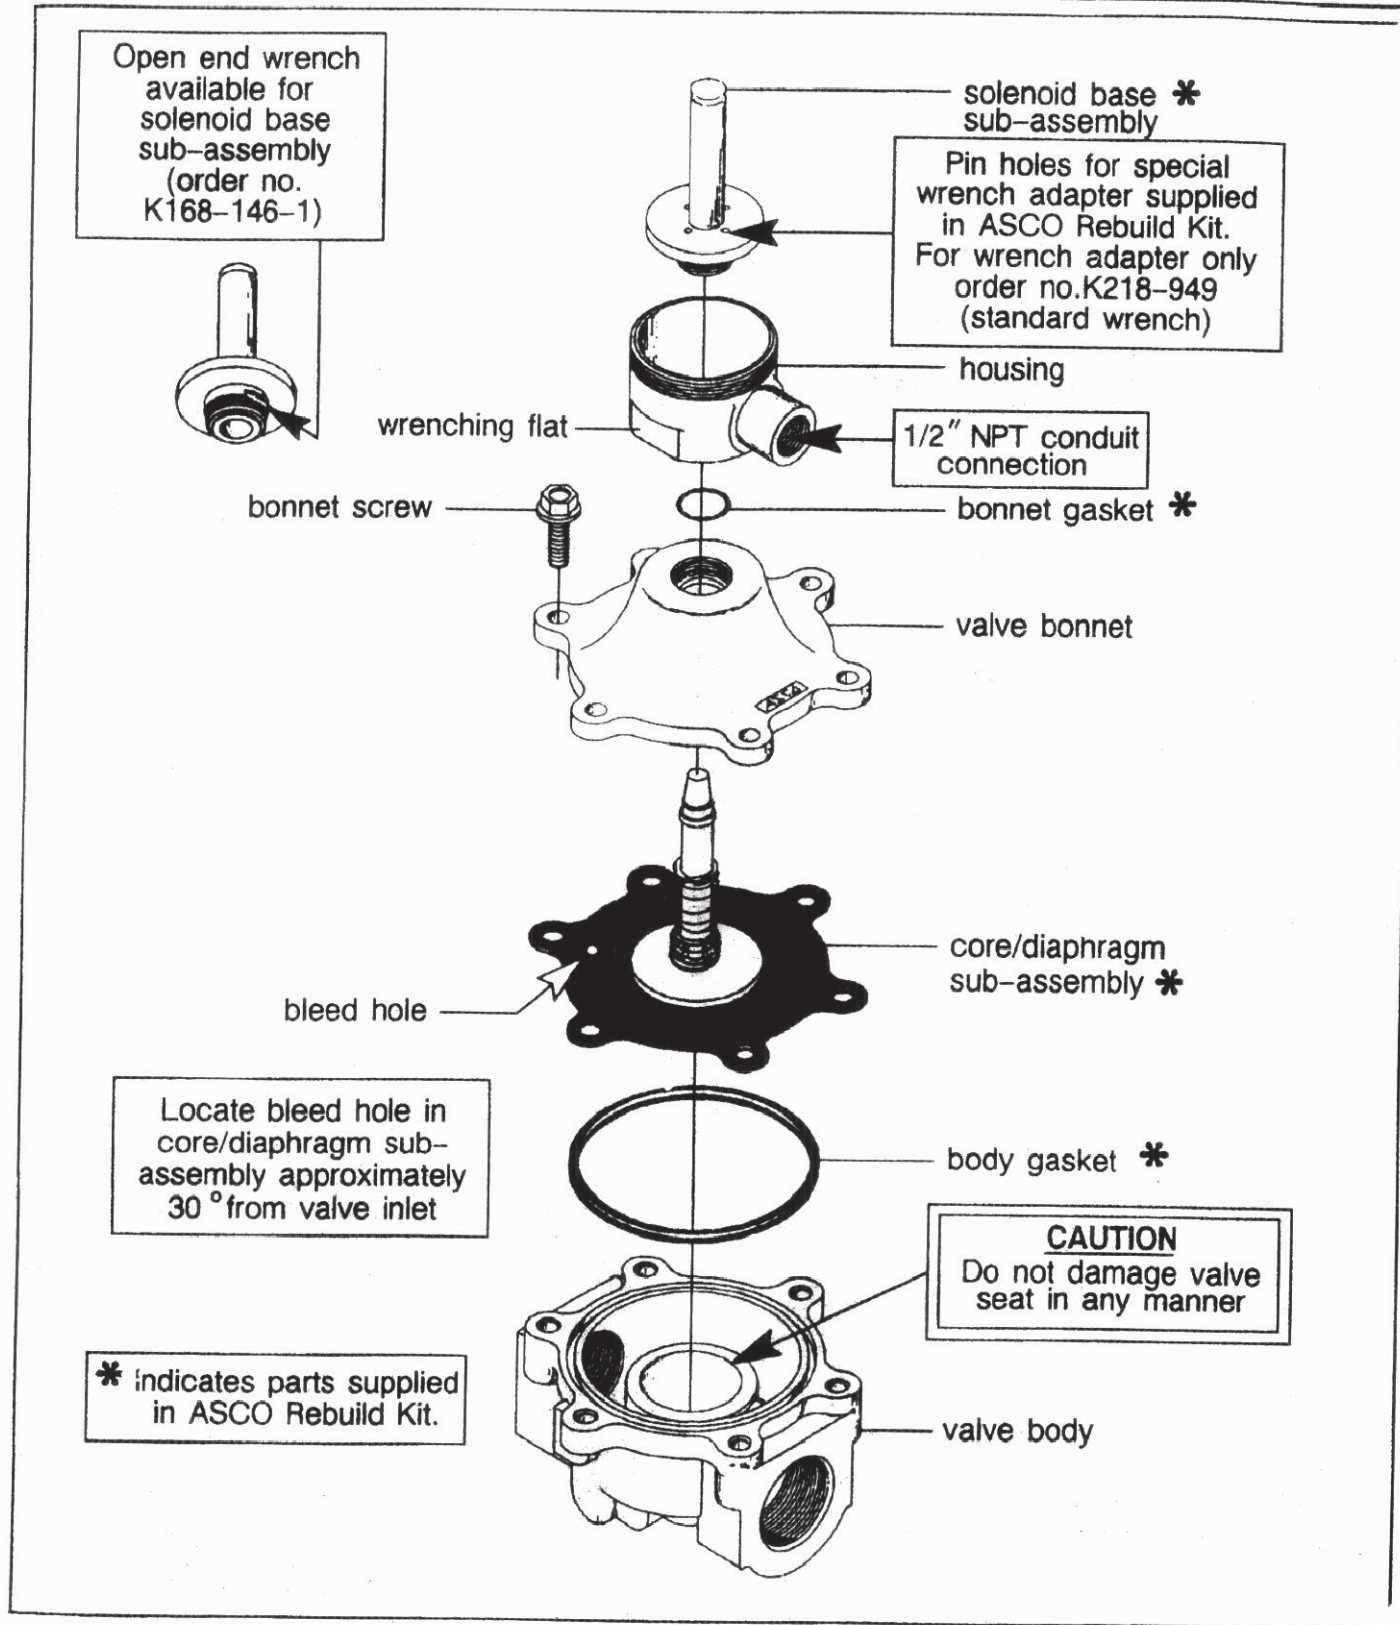 Open end wrench
available for
solenoid base
sub-assembly
(order no.
K168-146-1)
solenoid base *
sub-assembly
Pin holes for special
wrench adapter supplied
in ASCO Rebuild Kit.
For wrench adapter only
order no.K218-949
(standard wrench)
housing
wrenching flat
1/2" NPT conduit
connection
bonnet screw
bonnet gasket *
valve bonnet
ASCO
core/diaphragm
sub-assembly *
bleed hole
Locate bleed hole in
core/diaphragm sub-
assembly approximately
30° from valve inlet
body gasket *
CAUTION
Do not damage valve
seat in any manner
* indicates parts supplied
in ASCO Rebuild Kit.
valve body